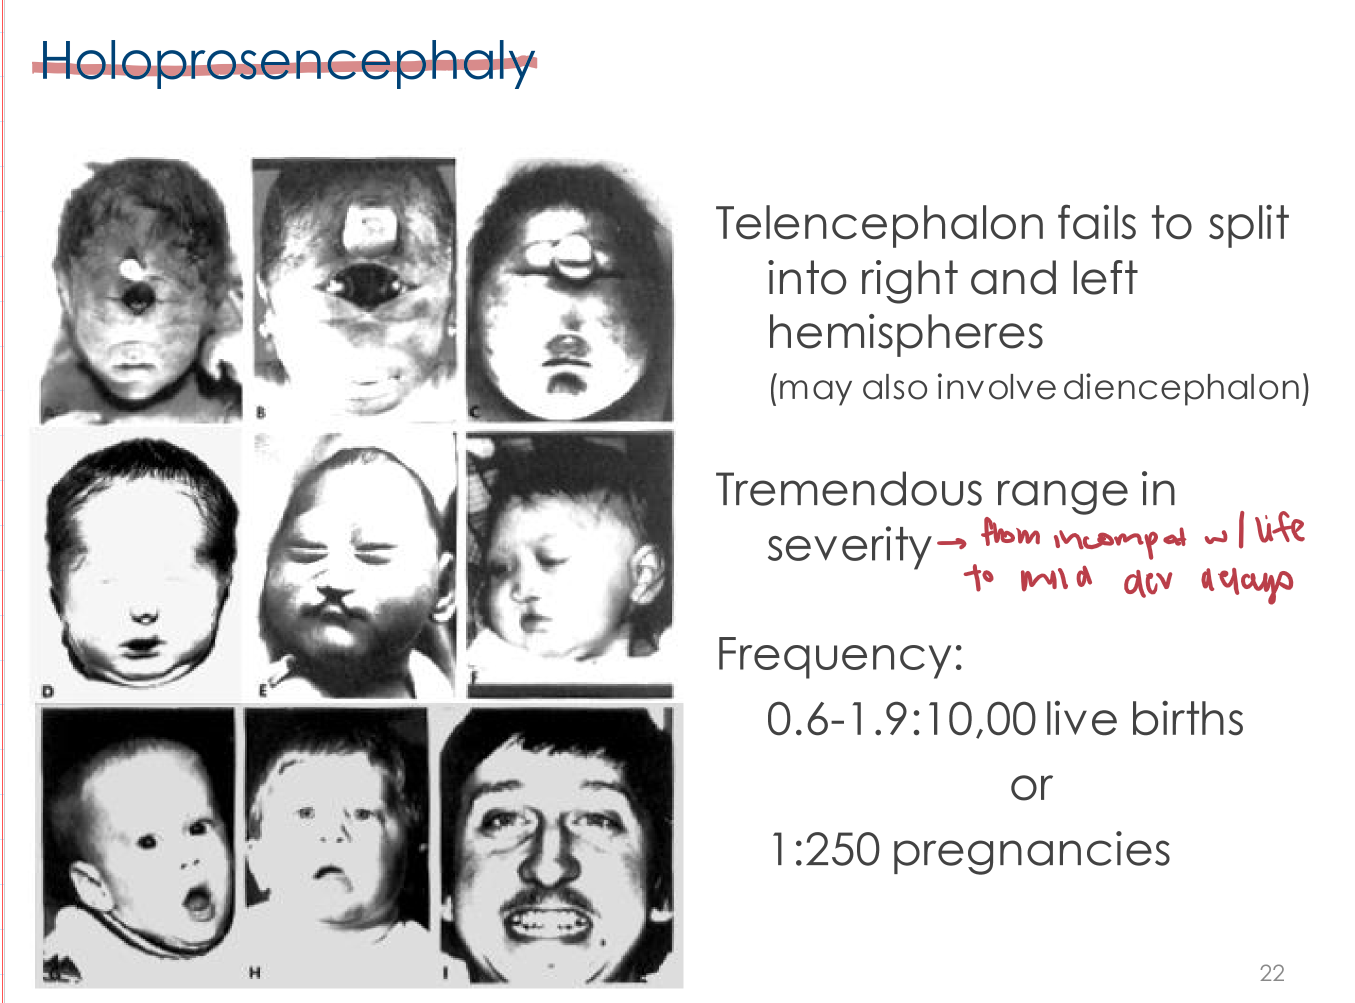 Holoprosencephaly
Telencephalon fails to split
into right and left
hemispheres
(may also involve diencephalon)
Tremendous range in
severity → from incompat w/ life
to mild dev delays
Frequency:
0.6-1.9:10,00 live births
or
1:250 pregnancies
B
C
D
E
F
H
I
22